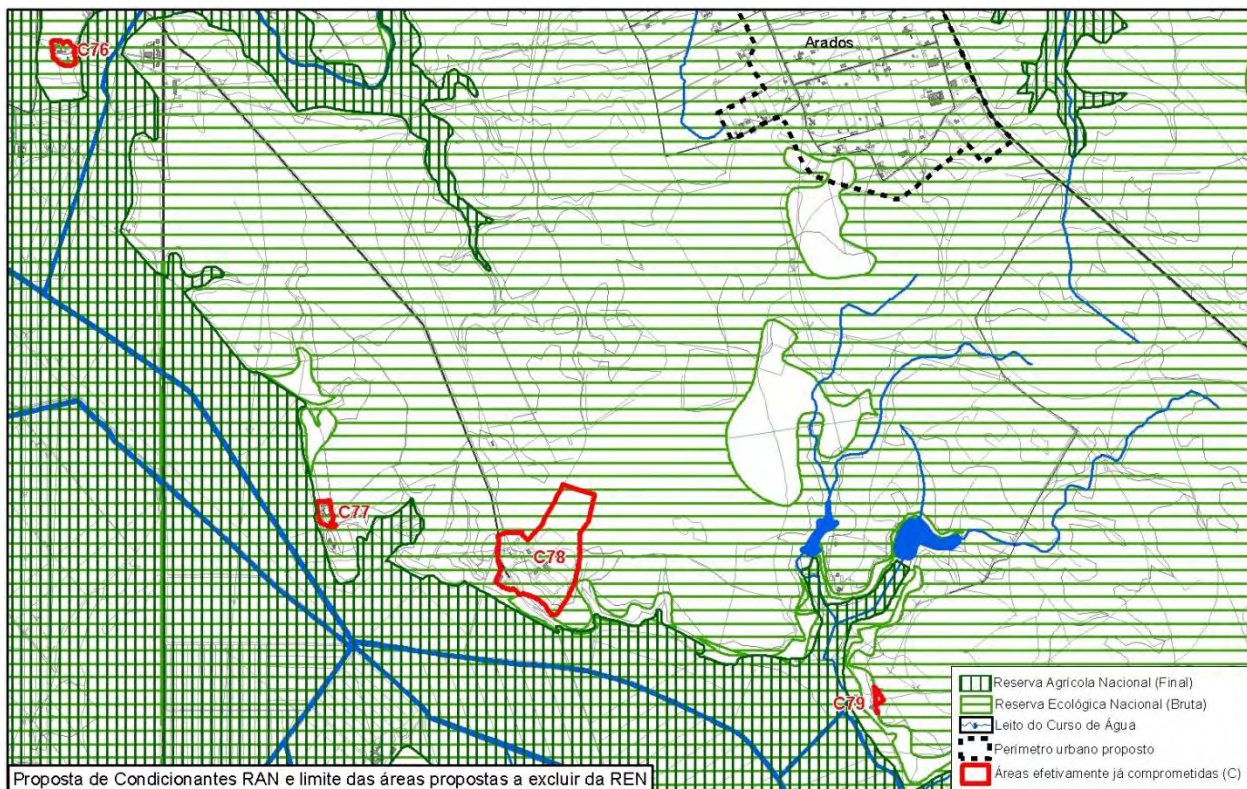 C76
Arados
C77
C78
C79
Reserva Agrícola Nacional (Final)
Reserva Ecológica Nacional (Bruta)
Leito do Curso de Água
Perímetro urbano proposto
Áreas efetivamente já comprometidas (C)
Proposta de Condicionantes RAN e limite das áreas propostas a excluir da REN